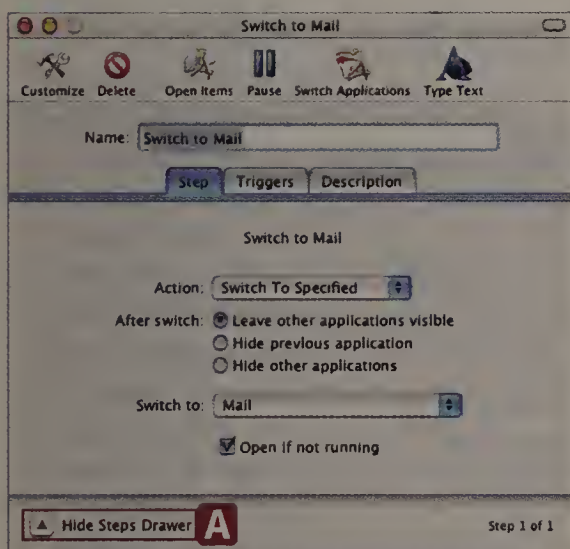 Switch to Mail
Customize Delete Open Items Pause Switch Applications Type Text
Name: Switch to Mail
Step Triggers Description
Switch to Mail
Action: Switch To Specified
After switch: Leave other applications visible
Hide previous application
Hide other applications
Switch to: Mail
Open if not running
Hide Steps Drawer A Step 1 of 1